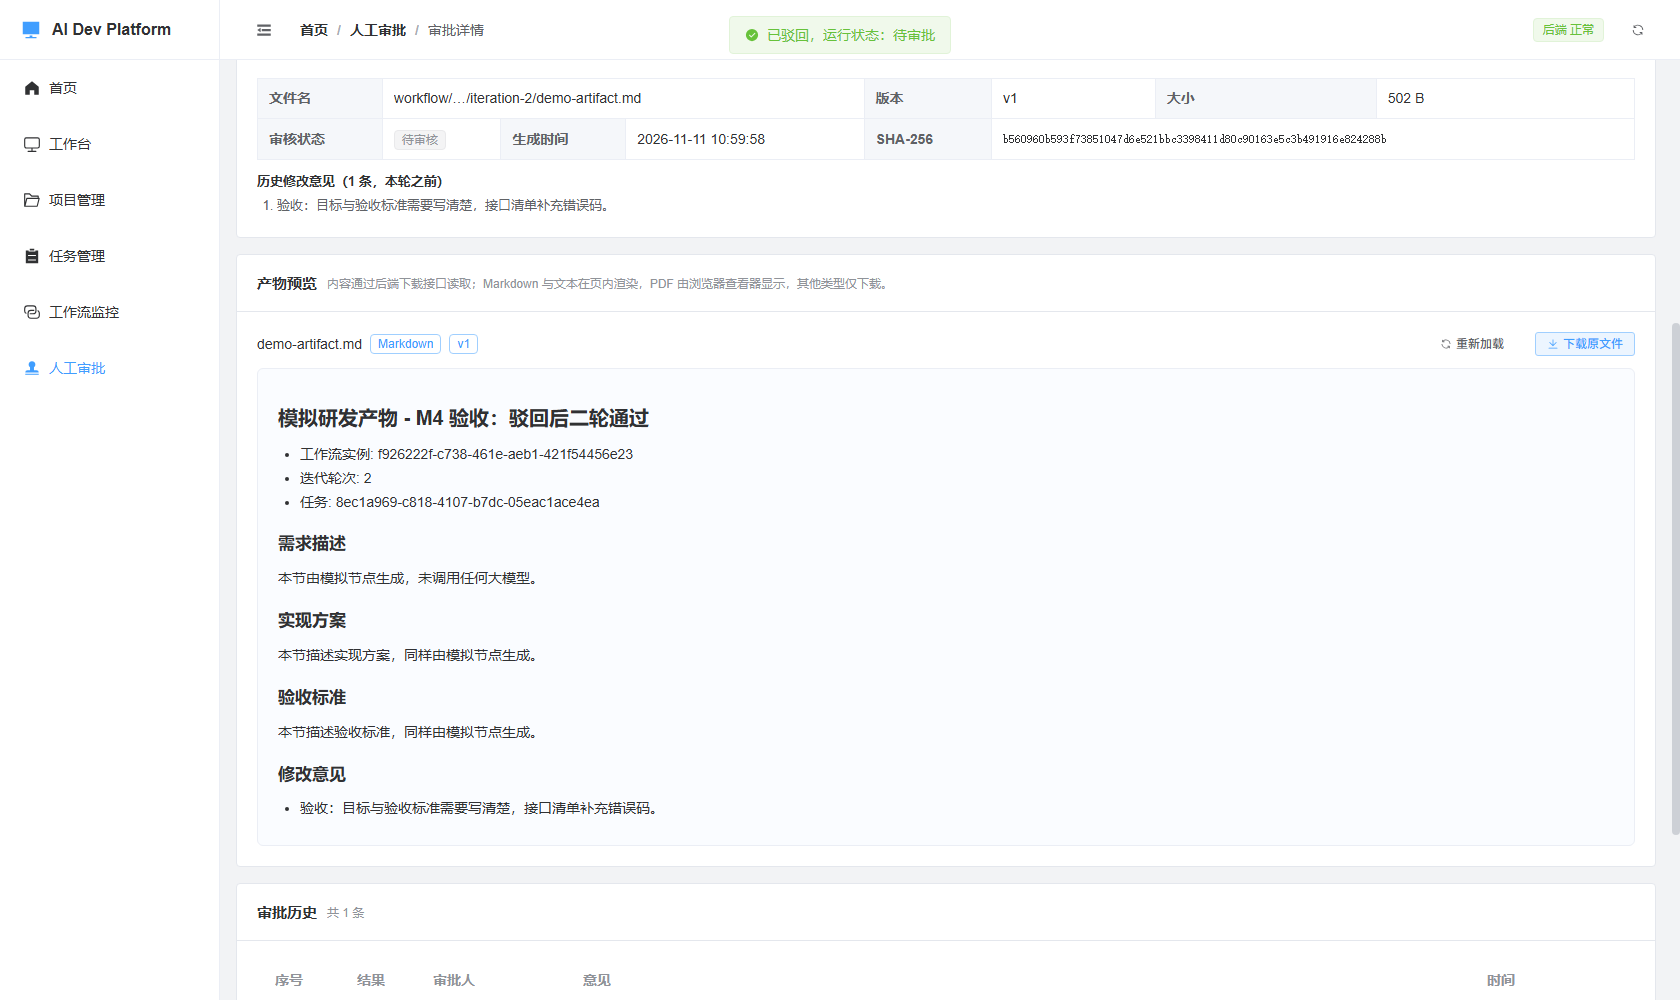 AI Dev Platform
首页 / 人工审批 / 审批详情
已驳回，运行状态：待审批
后端 正常
首页
工作台
项目管理
任务管理
工作流监控
人工审批
文件名 workflow/…/iteration-2/demo-artifact.md 版本 v1 大小 502 B
审核状态 待审核 生成时间 2026-11-11 10:59:58 SHA-256 b560960b593f73851047d6e521bbc3398411d80c90163e5c3b491916e824288b
历史修改意见（1 条，本轮之前）
1. 验收：目标与验收标准需要写清楚，接口清单补充错误码。
产物预览 内容通过后端下载接口读取；Markdown 与文本在页内渲染，PDF 由浏览器查看器显示，其他类型仅下载。
demo-artifact.md Markdown v1 重新加载 下载原文件
模拟研发产物 - M4 验收：驳回后二轮通过
• 工作流实例: f926222f-c738-461e-aeb1-421f54456e23
• 迭代轮次: 2
• 任务: 8ec1a969-c818-4107-b7dc-05eac1ace4ea
需求描述
本节由模拟节点生成，未调用任何大模型。
实现方案
本节描述实现方案，同样由模拟节点生成。
验收标准
本节描述验收标准，同样由模拟节点生成。
修改意见
• 验收：目标与验收标准需要写清楚，接口清单补充错误码。
审批历史 共 1 条
序号 结果 审批人 意见 时间